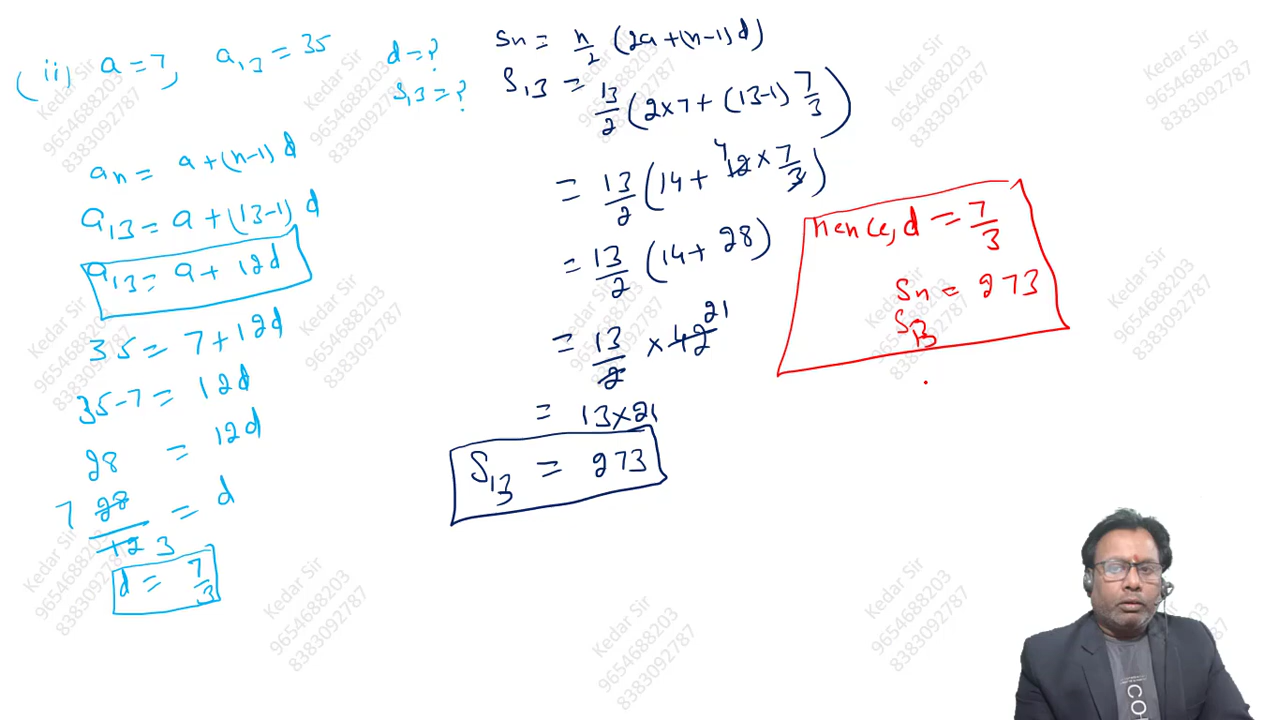 (ii) a = 7, a13 = 35 d = ? S13 = ?
an = a + (n-1) d
a13 = a + (13-1) d
a13 = a + 12d
35 = 7 + 12d
35-7 = 12d
28 = 12d
7 28/12 3 = d
d = 7/3
Sn = n/2 (2a + (n-1) d)
S13 = 13/2 (2×7 + (13-1) 7/3)
= 13/2 (14 + 4 12 × 7/3)
= 13/2 (14 + 28)
= 13/2 × 42 21
= 13×21
S13 = 273
Hence, d = 7/3
Sn = 273
S13
Kedar Sir
9654688203
8383092787
COL